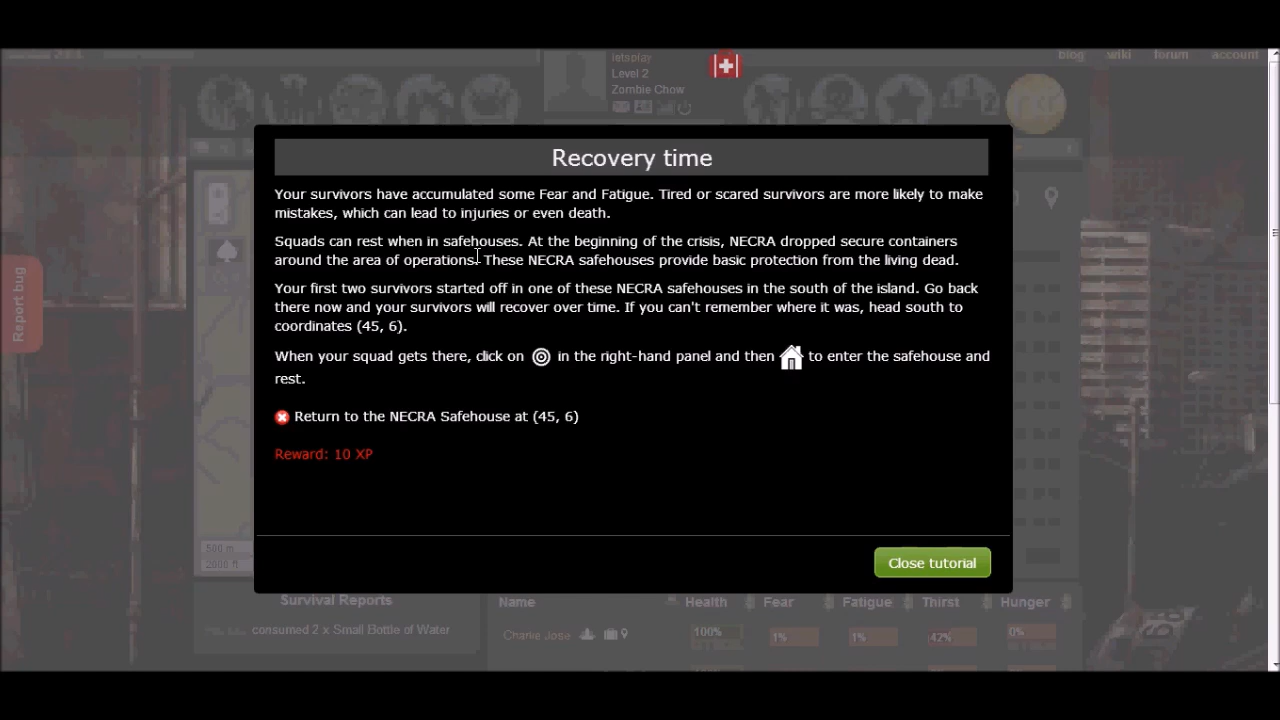 blog wiki forum account
letsplay
Level 2
Zombie Chow
Recovery time
Your survivors have accumulated some Fear and Fatigue. Tired or scared survivors are more likely to make
mistakes, which can lead to injuries or even death.
Squads can rest when in safehouses. At the beginning of the crisis, NECRA dropped secure containers
around the area of operations. These NECRA safehouses provide basic protection from the living dead.
Your first two survivors started off in one of these NECRA safehouses in the south of the island. Go back
there now and your survivors will recover over time. If you can't remember where it was, head south to
coordinates (45, 6).
When your squad gets there, click on in the right-hand panel and then to enter the safehouse and
rest.
Return to the NECRA Safehouse at (45, 6)
Reward: 10 XP
Close tutorial
Report bug
500 m
2000 ft
Survival Reports
consumed 2 x Small Bottle of Water
Name Health Fear Fatigue Thirst Hunger
Charlie Jose 100% 1% 1% 42% 0%